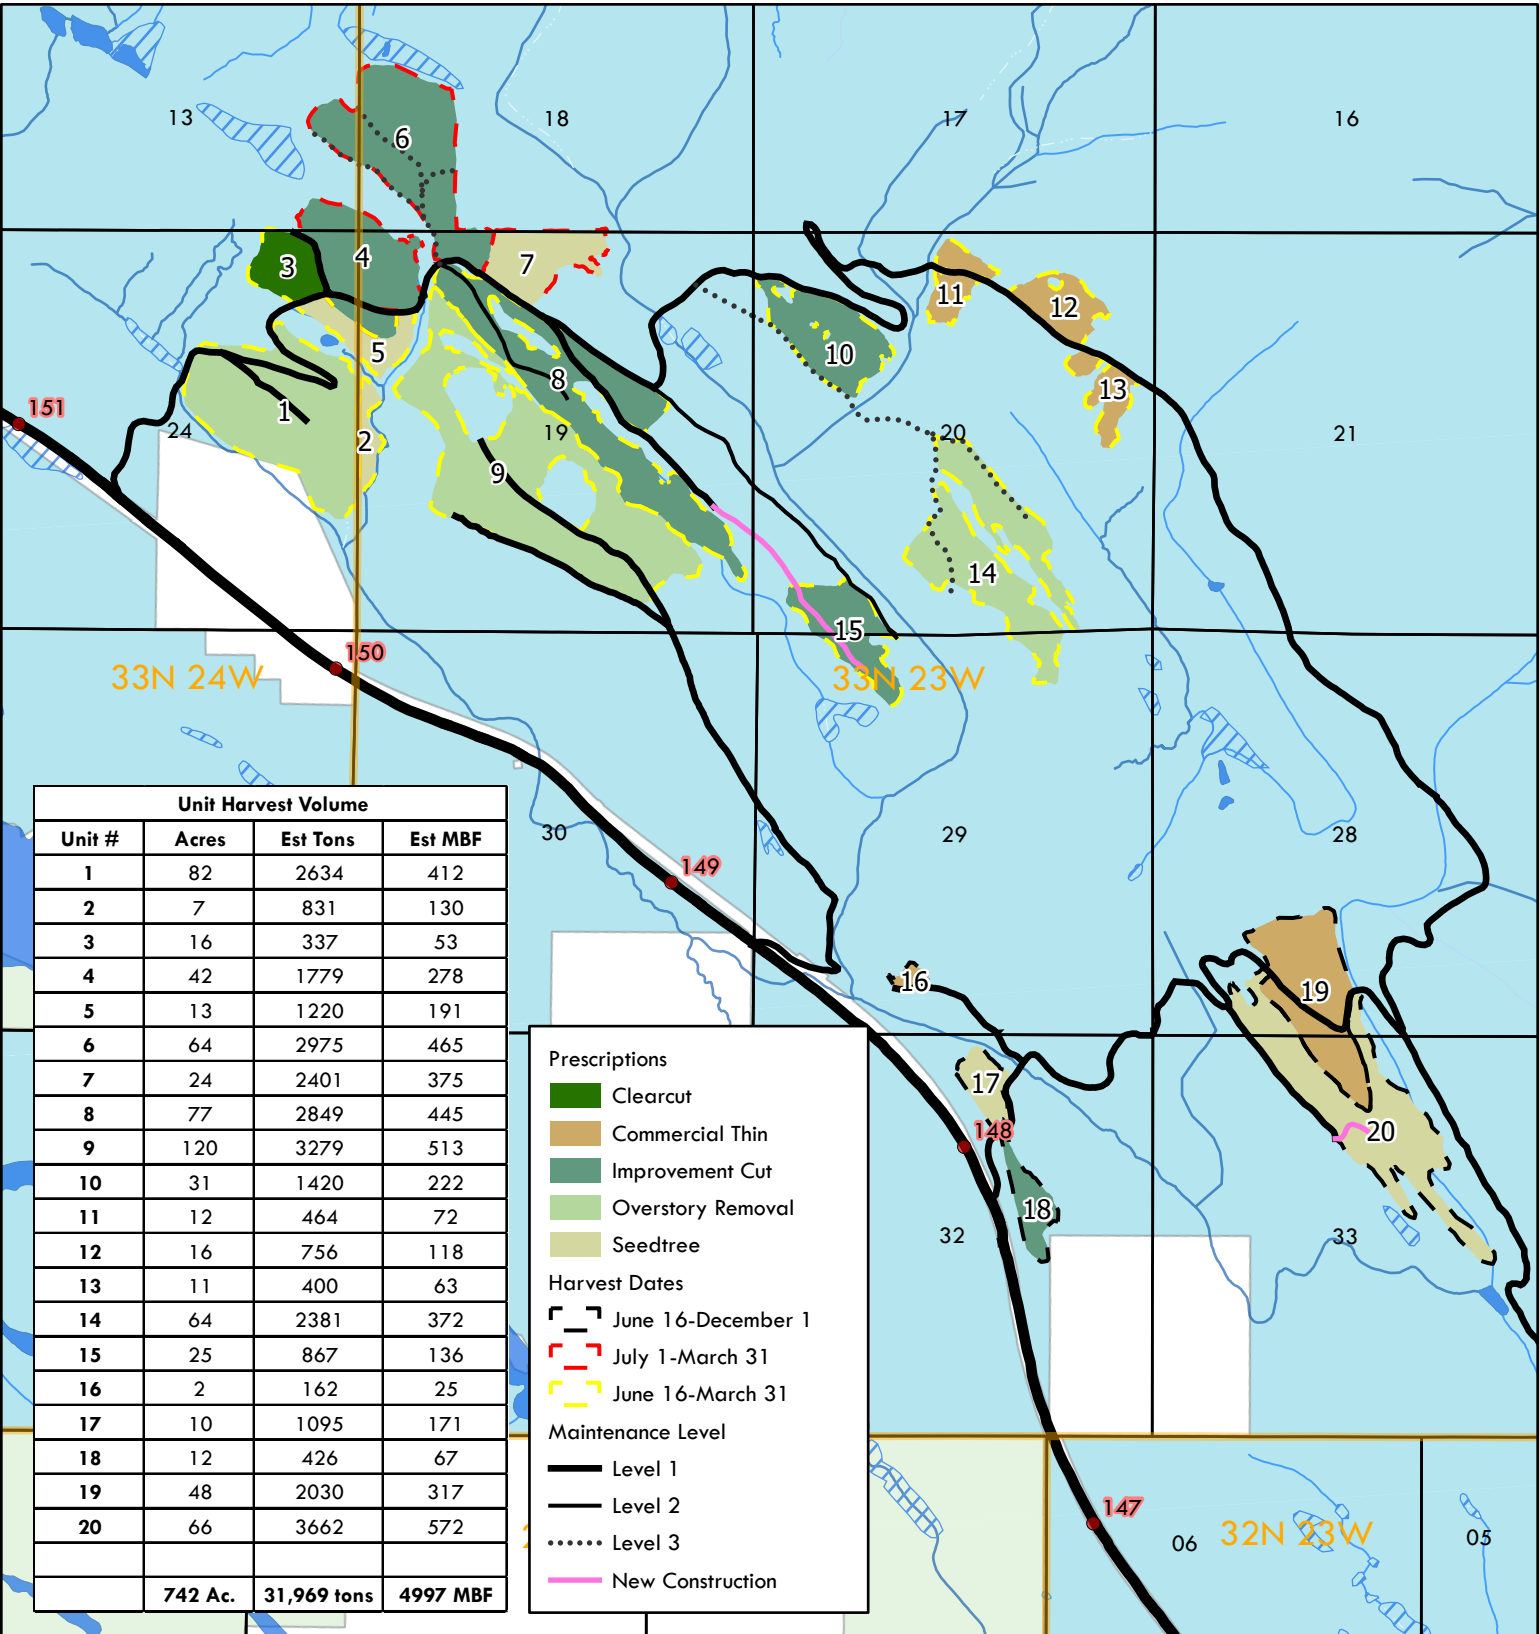 13
18
17
16
6
3
4
7
11
12
10
5
8
13
151
24
1
2
19
9
20
21
14
15
150
33N 24W
33N 23W
Unit Harvest Volume
Unit # Acres Est Tons Est MBF
1 82 2634 412
2 7 831 130
3 16 337 53
4 42 1779 278
5 13 1220 191
6 64 2975 465
7 24 2401 375
8 77 2849 445
9 120 3279 513
10 31 1420 222
11 12 464 72
12 16 756 118
13 11 400 63
14 64 2381 372
15 25 867 136
16 2 162 25
17 10 1095 171
18 12 426 67
19 48 2030 317
20 66 3662 572
742 Ac. 31,969 tons 4997 MBF
30
29
28
149
16
19
17
148
20
18
32
33
Prescriptions
Clearcut
Commercial Thin
Improvement Cut
Overstory Removal
Seedtree
Harvest Dates
June 16-December 1
July 1-March 31
June 16-March 31
Maintenance Level
Level 1
Level 2
Level 3
New Construction
147
06
32N 23W
05